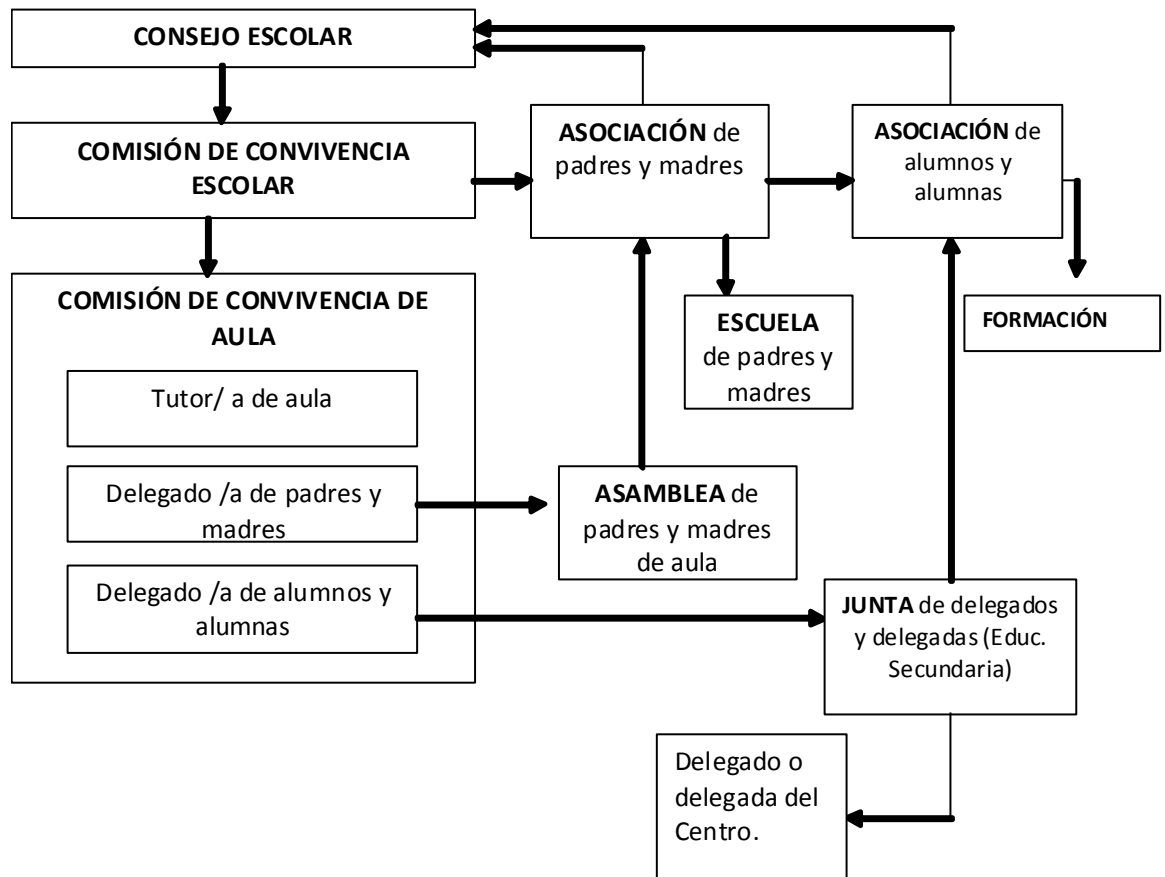 CONSEJO ESCOLAR
COMISIÓN DE CONVIVENCIA
ESCOLAR
ASOCIACIÓN de
padres y madres
ASOCIACIÓN de
alumnos y
alumnas
COMISIÓN DE CONVIVENCIA DE
AULA
Tutor/ a de aula
Delegado /a de padres y
madres
Delegado /a de alumnos y
alumnas
ESCUELA
de padres y
madres
FORMACIÓN
ASAMBLEA de
padres y madres
de aula
JUNTA de delegados
y delegadas (Educ.
Secundaria)
Delegado o
delegada del
Centro.